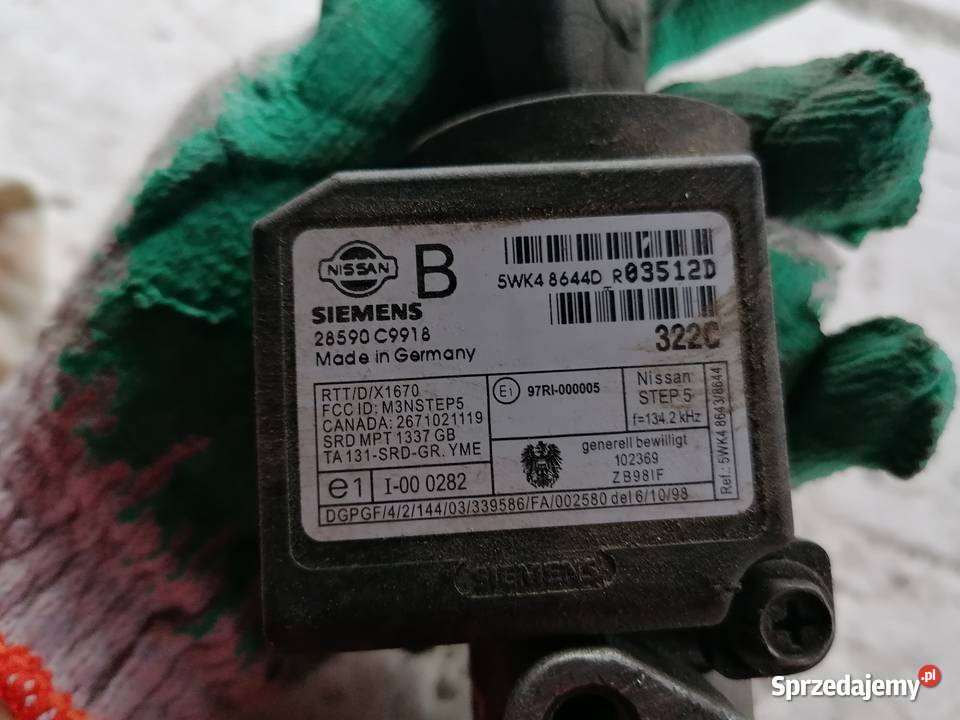 NISSAN
B
SIEMENS
28590 C9918
Made in Germany
5WK4 8644D_R03512D
322C
RTT/D/X1670
FCC ID: M3NSTEP5
CANADA: 2671021119
SRD MPT 1337 GB
TA 131-SRD-GR. YME
e1 I-00 0282
E1 97RI-000005
Nissan
STEP 5
f=134.2 kHz
generell bewilligt
102369
ZB98IF
Ref.: 5WK4 8643/8644
DGPGF/4/2/144/03/339586/FA/002580 del 6/10/98
SIEMENS
Sprzedajemy.pl